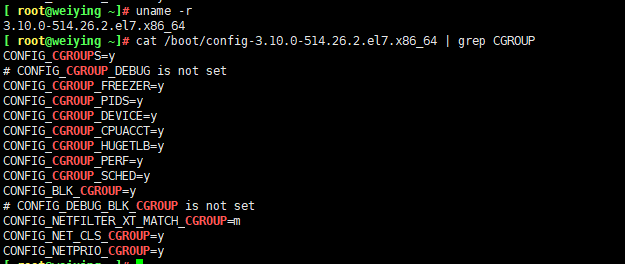 [ root@weiying ~]# uname -r
3.10.0-514.26.2.el7.x86_64
[ root@weiying ~]# cat /boot/config-3.10.0-514.26.2.el7.x86_64 | grep CGROUP
CONFIG_CGROUPS=y
# CONFIG_CGROUP_DEBUG is not set
CONFIG_CGROUP_FREEZER=y
CONFIG_CGROUP_PIDS=y
CONFIG_CGROUP_DEVICE=y
CONFIG_CGROUP_CPUACCT=y
CONFIG_CGROUP_HUGETLB=y
CONFIG_CGROUP_PERF=y
CONFIG_CGROUP_SCHED=y
CONFIG_BLK_CGROUP=y
# CONFIG_DEBUG_BLK_CGROUP is not set
CONFIG_NETFILTER_XT_MATCH_CGROUP=m
CONFIG_NET_CLS_CGROUP=y
CONFIG_NETPRIO_CGROUP=y
[ root@weiying ~]#